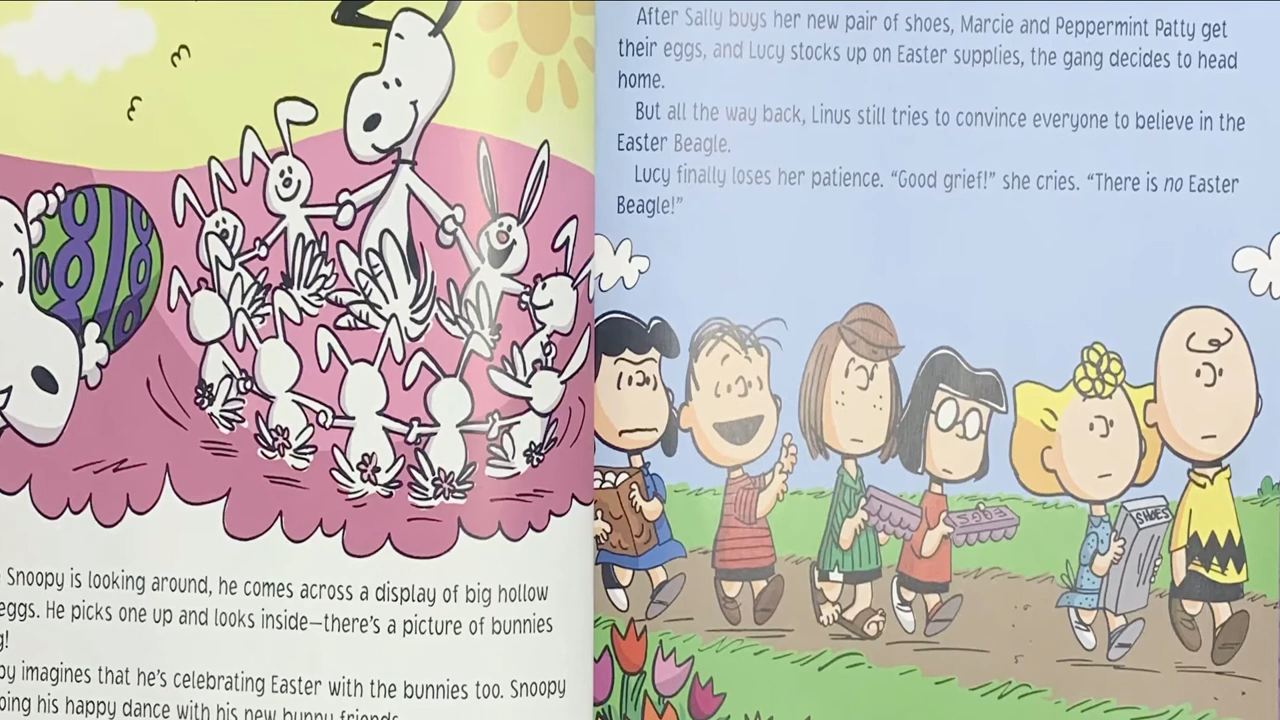 Snoopy is looking around, he comes across a display of big hollow
eggs. He picks one up and looks inside—there's a picture of bunnies
g!
py imagines that he's celebrating Easter with the bunnies too. Snoopy
oing his happy dance with his new bunny friends.
After Sally buys her new pair of shoes, Marcie and Peppermint Patty get
their eggs, and Lucy stocks up on Easter supplies, the gang decides to head
home.
But all the way back, Linus still tries to convince everyone to believe in the
Easter Beagle.
Lucy finally loses her patience. “Good grief!” she cries. “There is no Easter
Beagle!”
EGGS
SHOES